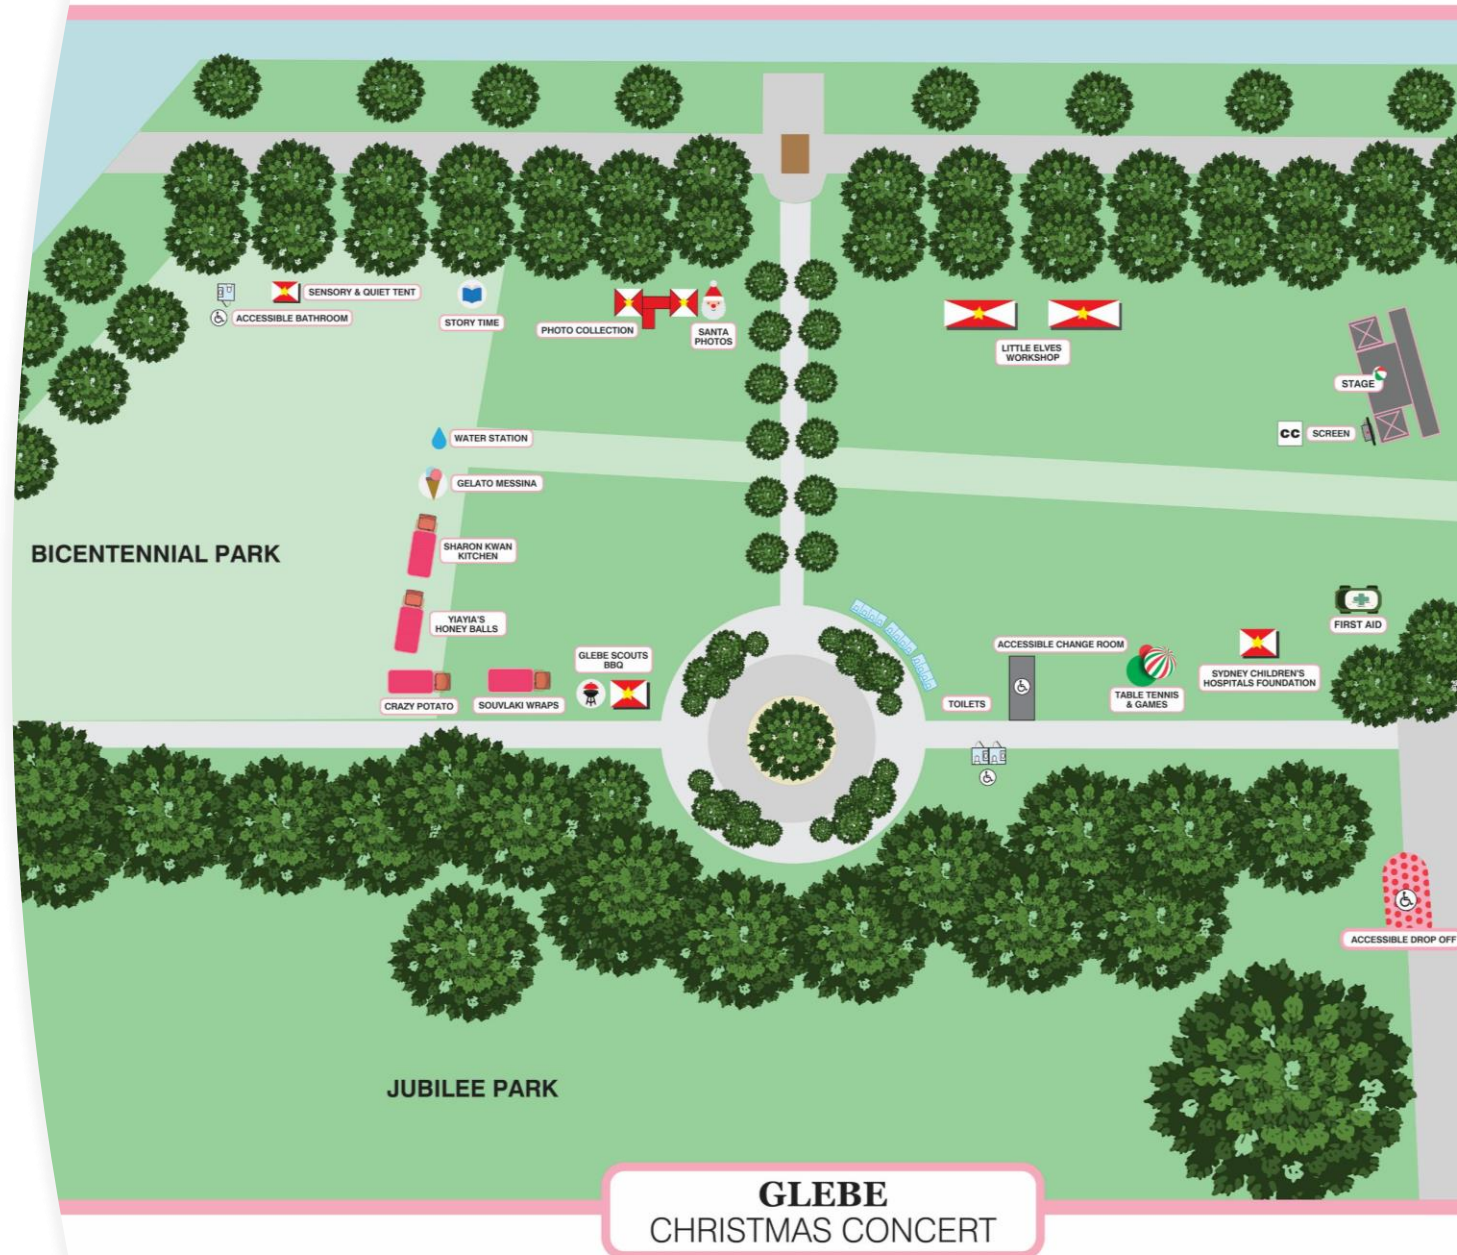 SENSORY & QUIET TENT
ACCESSIBLE BATHROOM
STORY TIME
PHOTO COLLECTION
SANTA
PHOTOS
LITTLE ELVES
WORKSHOP
STAGE
CC
SCREEN
WATER STATION
GELATO MESSINA
BICENTENNIAL PARK
SHARON KWAN
KITCHEN
YIAYIA'S
HONEY BALLS
GLEBE SCOUTS
BBQ
CRAZY POTATO
SOUVLAKI WRAPS
TOILETS
ACCESSIBLE CHANGE ROOM
TABLE TENNIS
& GAMES
SYDNEY CHILDREN'S
HOSPITALS FOUNDATION
FIRST AID
ACCESSIBLE DROP OFF
JUBILEE PARK
GLEBE
CHRISTMAS CONCERT